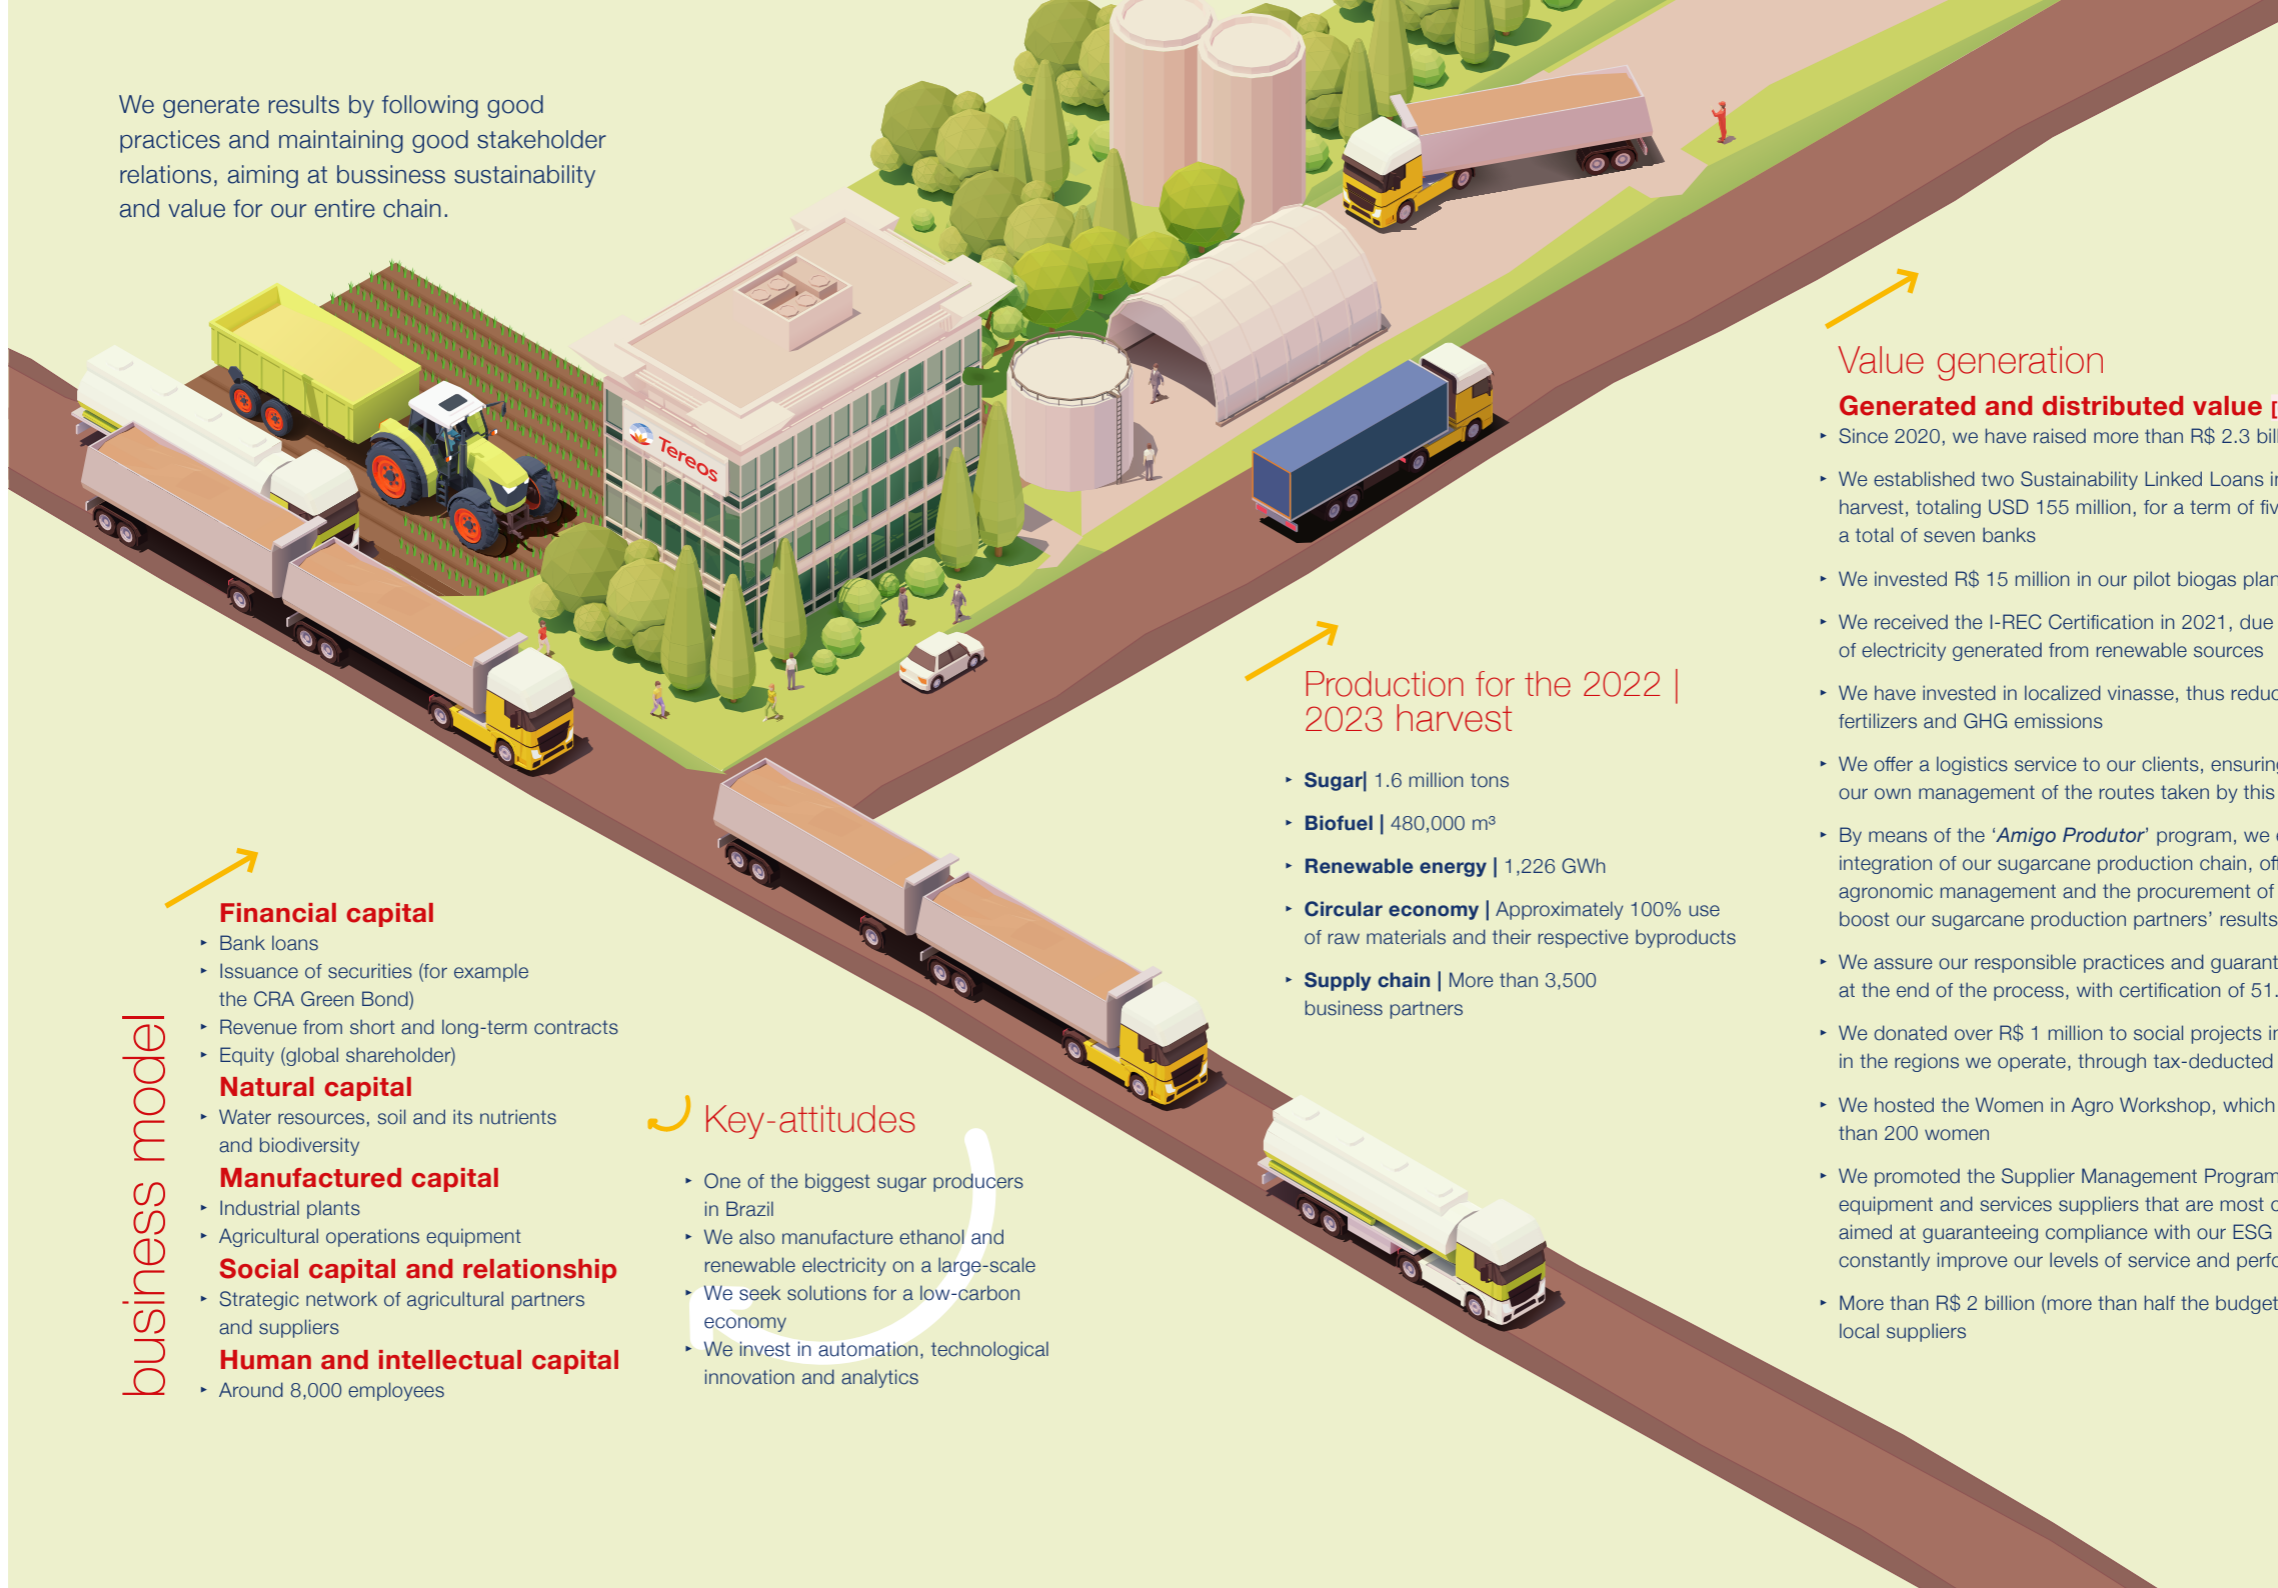 We generate results by following good
practices and maintaining good stakeholder
relations, aiming at bussiness sustainability
and value for our entire chain.
Tereos
business model
Financial capital
‣ Bank loans
‣ Issuance of securities (for example
the CRA Green Bond)
‣ Revenue from short and long-term contracts
‣ Equity (global shareholder)
Natural capital
‣ Water resources, soil and its nutrients
and biodiversity
Manufactured capital
‣ Industrial plants
‣ Agricultural operations equipment
Social capital and relationship
‣ Strategic network of agricultural partners
and suppliers
Human and intellectual capital
‣ Around 8,000 employees
Key-attitudes
‣ One of the biggest sugar producers
in Brazil
‣ We also manufacture ethanol and
renewable electricity on a large-scale
‣ We seek solutions for a low-carbon
economy
‣ We invest in automation, technological
innovation and analytics
Production for the 2022 |
2023 harvest
‣ Sugar| 1.6 million tons
‣ Biofuel | 480,000 m³
‣ Renewable energy | 1,226 GWh
‣ Circular economy | Approximately 100% use
of raw materials and their respective byproducts
‣ Supply chain | More than 3,500
business partners
Value generation
Generated and distributed value [
‣ Since 2020, we have raised more than R$ 2.3
‣ We established two Sustainability Linked Loans
harvest, totaling USD 155 million, for a term of
a total of seven banks
‣ We invested R$ 15 million in our pilot biogas
‣ We received the I-REC Certification in 2021, due
of electricity generated from renewable sources
‣ We have invested in localized vinasse, thus
fertilizers and GHG emissions
‣ We offer a logistics service to our clients,
our own management of the routes taken by this
‣ By means of the ‘Amigo Produtor’ program, we
integration of our sugarcane production chain,
agronomic management and the procurement of
boost our sugarcane production partners’ results
‣ We assure our responsible practices and
at the end of the process, with certification of 51.
‣ We donated over R$ 1 million to social projects
in the regions we operate, through tax-deducted
‣ We hosted the Women in Agro Workshop, which
than 200 women
‣ We promoted the Supplier Management Program
equipment and services suppliers that are most
aimed at guaranteeing compliance with our ESG
constantly improve our levels of service and
‣ More than R$ 2 billion (more than half the budget
local suppliers